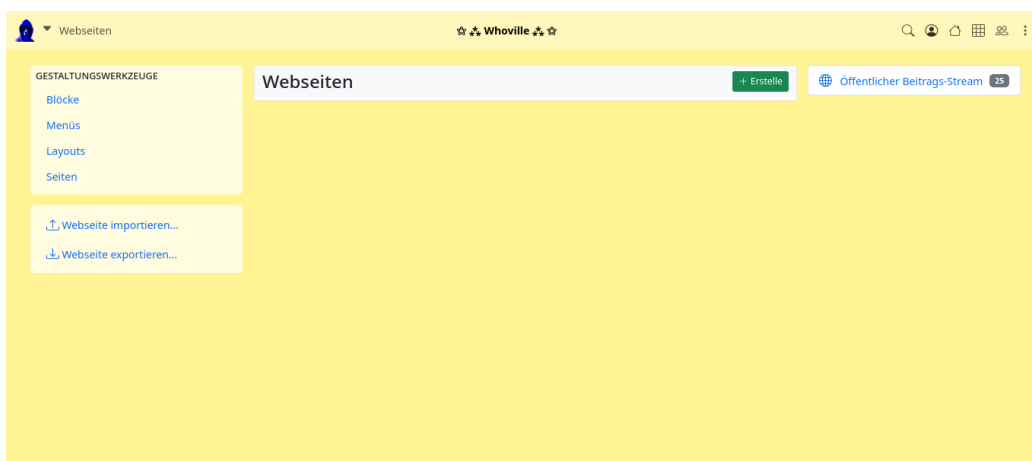 Webseiten
☆ ⁂ Whoville ⁂ ☆
GESTALTUNGSWERKZEUGE
Blöcke
Menüs
Layouts
Seiten
Webseite importieren...
Webseite exportieren...
Webseiten
+ Erstelle
Öffentlicher Beitrags-Stream 25